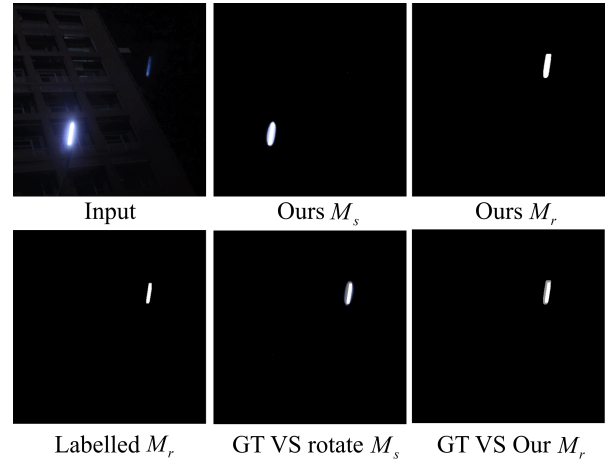 Input
Ours M_s
Ours M_r
Labelled M_r
GT VS rotate M_s
GT VS Our M_r